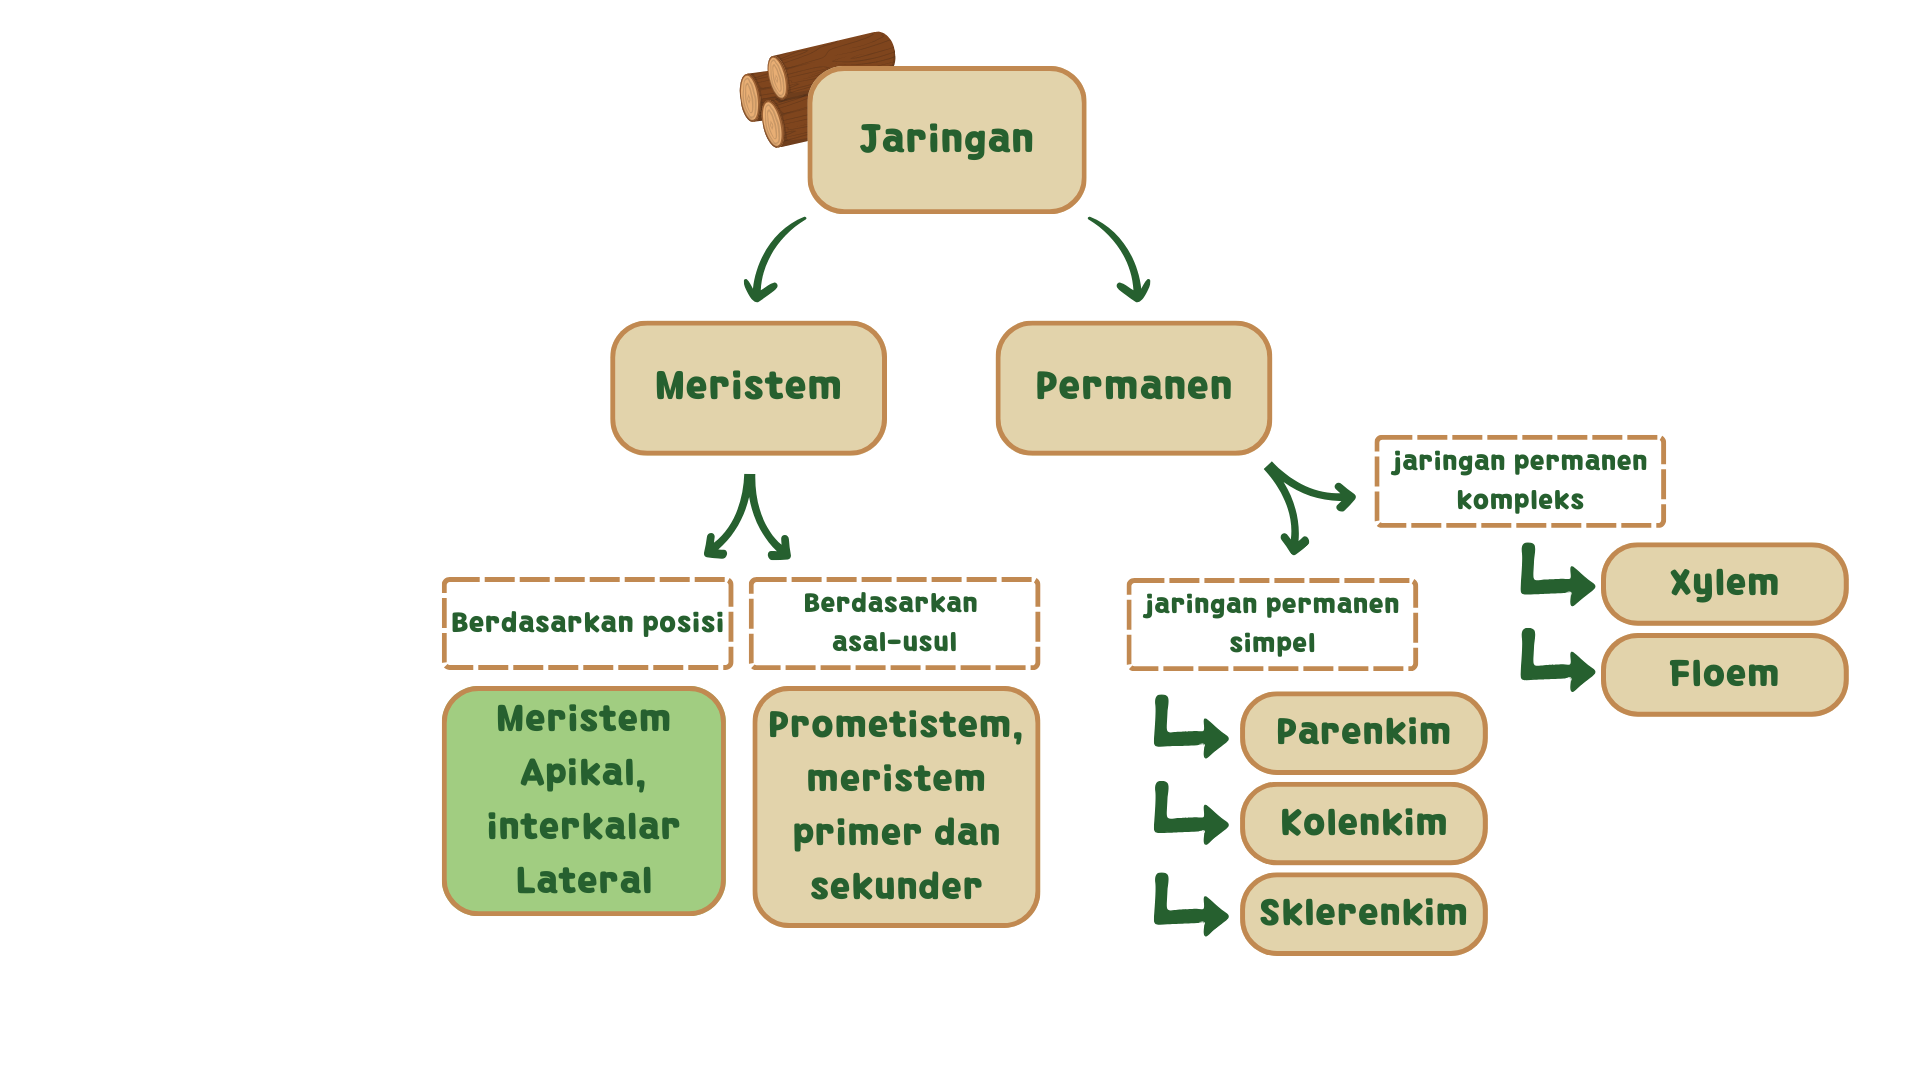 Jaringan
Meristem
Permanen
Berdasarkan posisi
Meristem
Apikal,
interkalar
Lateral
Berdasarkan
asal-usul
Prometistem,
meristem
primer dan
sekunder
jaringan permanen
simpel
Parenkim
Kolenkim
Sklerenkim
jaringan permanen
kompleks
Xylem
Floem